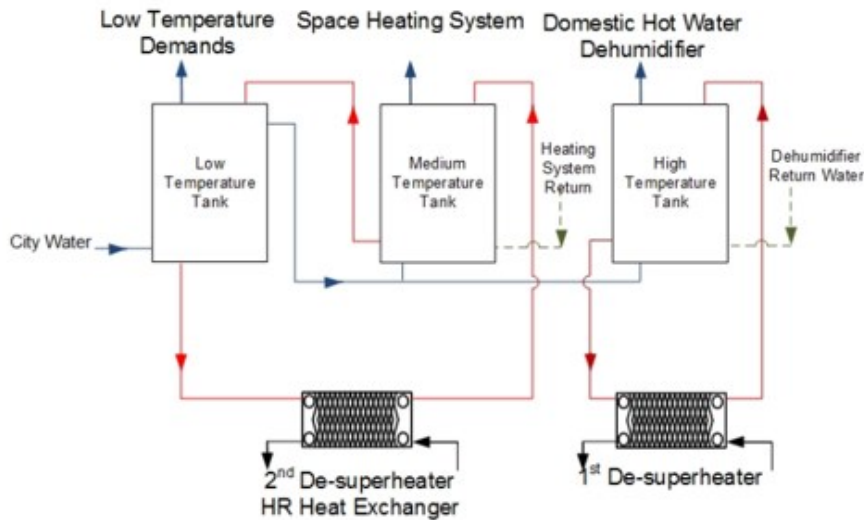 Low Temperature
Demands
Space Heating System
Domestic Hot Water
Dehumidifier
Low
Temperature
Tank
Medium
Temperature
Tank
Heating
System
Return
High
Temperature
Tank
Dehumidifier
Return Water
City Water
2nd De-superheater
HR Heat Exchanger
1st De-superheater